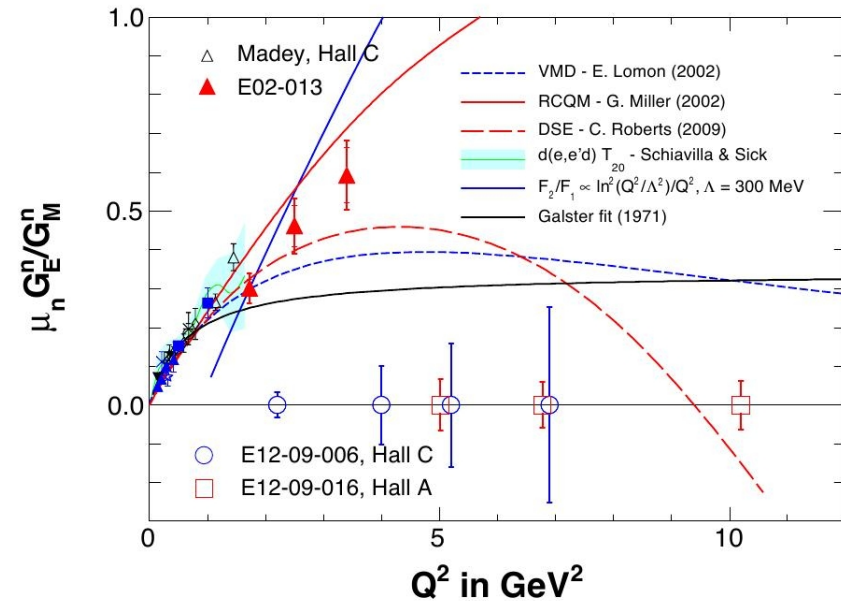 1.0
0.5
0.0
μₙGᴱⁿ/Gᴹⁿ
Madey, Hall C
E02-013
VMD - E. Lomon (2002)
RCQM - G. Miller (2002)
DSE - C. Roberts (2009)
d(e,e'd) T₂₀ - Schiavilla & Sick
F₂/F₁ ∝ ln²(Q²/Λ²)/Q², Λ = 300 MeV
Galster fit (1971)
E12-09-006, Hall C
E12-09-016, Hall A
0 5 10
Q² in GeV²